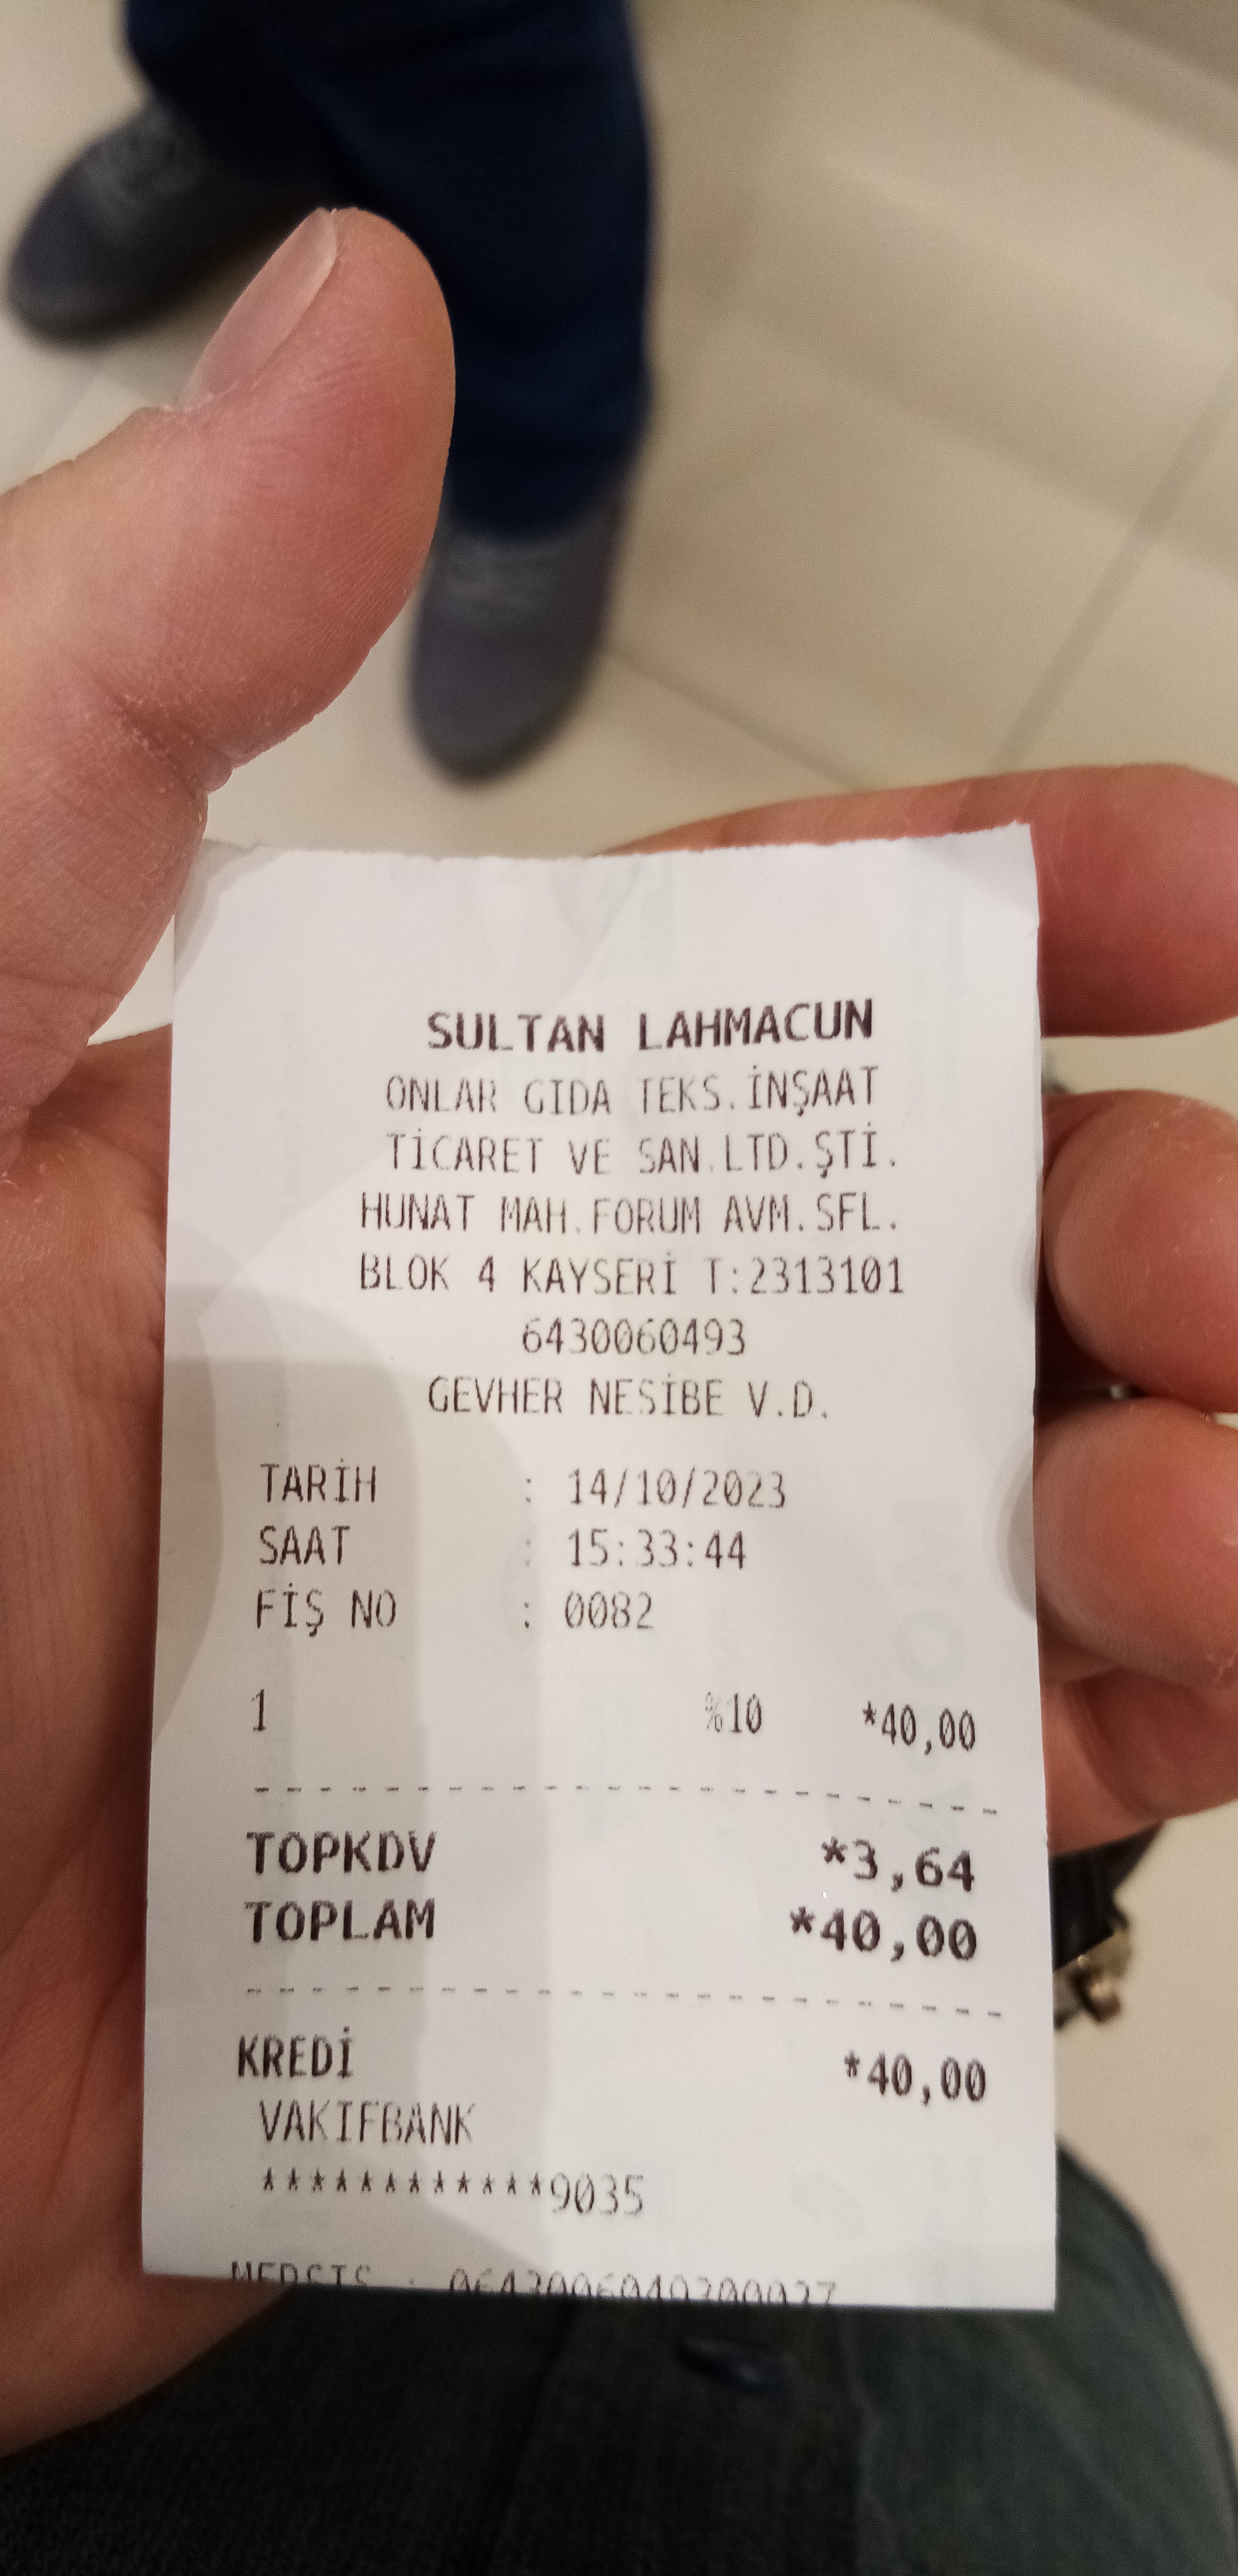 SULTAN LAHMACUN
ONLAR GIDA TEKS.İNŞAAT
TİCARET VE SAN.LTD.ŞTİ.
HUNAT MAH.FORUM AVM.SFL.
BLOK 4 KAYSERİ T:2313101
6430060493
GEVHER NESİBE V.D.
TARİH : 14/10/2023
SAAT : 15:33:44
FİŞ NO : 0082
1 %10 *40,00
TOPKDV *3,64
TOPLAM *40,00
KREDİ *40,00
VAKIFBANK
************9035
MERSIS :